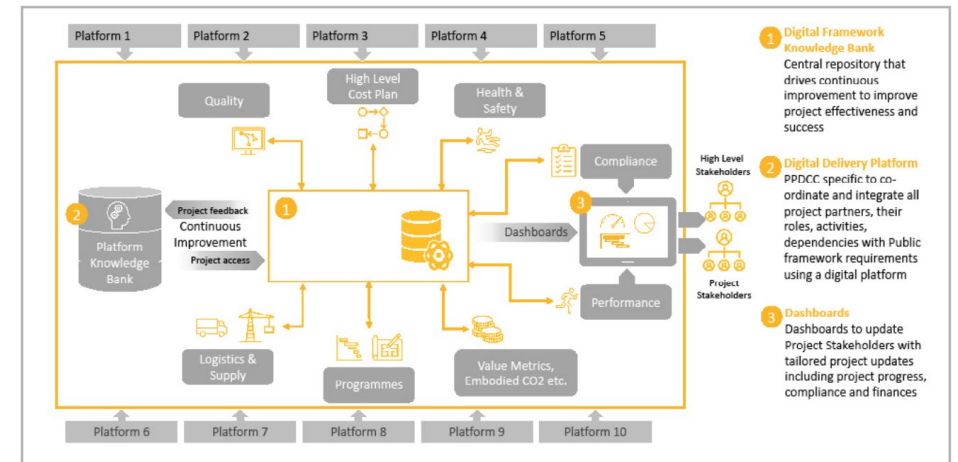 Platform 1
Platform 2
Platform 3
Platform 4
Platform 5
Quality
High Level
Cost Plan
Health &
Safety
Compliance
High Level
Stakeholders
1
2
3
Project feedback
Continuous
Improvement
Project access
Platform
Knowledge
Bank
Dashboards
Project
Stakeholders
Performance
Logistics &
Supply
Programmes
Value Metrics,
Embodied CO2 etc.
Platform 6
Platform 7
Platform 8
Platform 9
Platform 10
1
Digital Framework
Knowledge Bank
Central repository that
drives continuous
improvement to improve
project effectiveness and
success
2
Digital Delivery Platform
PPDCC specific to co-
ordinate and integrate all
project partners, their
roles, activities,
dependencies with Public
framework requirements
using a digital platform
3
Dashboards
Dashboards to update
Project Stakeholders with
tailored project updates
including project progress,
compliance and finances